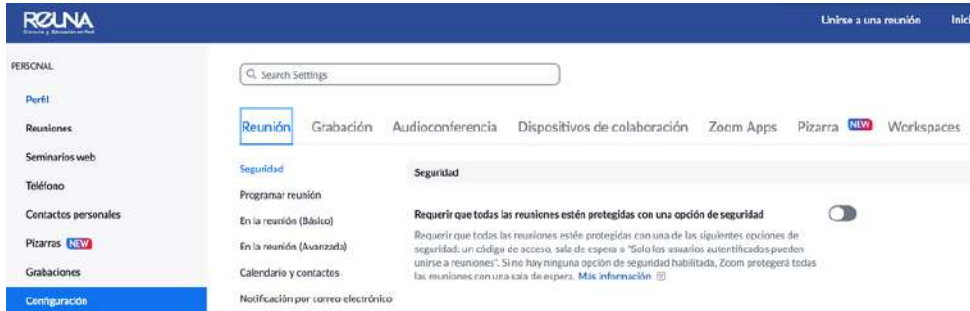 REUNA
Ciencia y Educación en Red
Unirse a una reunión
PERSONAL
Perfil
Reuniones
Seminarios web
Teléfono
Contactos personales
Pizarras NEW
Grabaciones
Configuración
Search Settings
Reunión Grabación Audioconferencia Dispositivos de colaboración Zoom Apps Pizarra NEW Workspaces
Seguridad
Programar reunión
En la reunión (Básico)
En la reunión (Avanzada)
Calendario y contactos
Notificación por correo electrónico
Seguridad
Requerir que todas las reuniones estén protegidas con una opción de seguridad
Requerir que todas las reuniones estén protegidas con una de las siguientes opciones de
seguridad: un código de acceso, sala de espera o "Solo los usuarios autentificados pueden
unirse a reuniones". Si no hay ninguna opción de seguridad habilitada, Zoom protegerá todas
las reuniones con una sala de espera. Más información